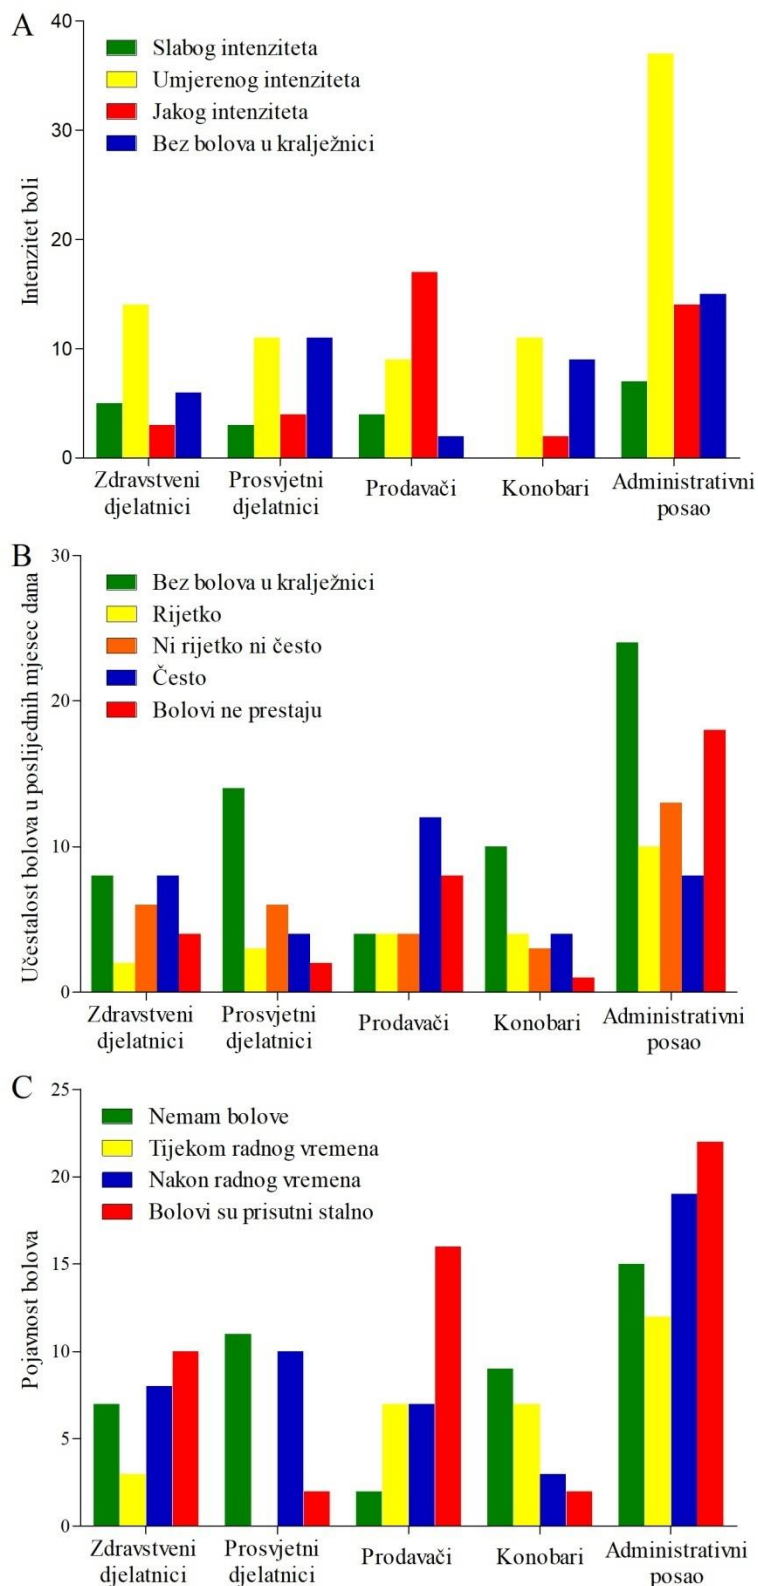 A
40
Slabog intenziteta
Umjerenog intenziteta
Jakog intenziteta
Bez bolova u kralježnici
30
20
10
0
Intenzitet boli
Zdravstveni
djelatnici
Prosvjetni
djelatnici
Prodavači
Konobari
Administrativni
posao
B
30
Bez bolova u kralježnici
Rijetko
Ni rijetko ni često
Često
Bolovi ne prestaju
20
10
0
Učestalost bolova u poslijednih mjesec dana
Zdravstveni
djelatnici
Prosvjetni
djelatnici
Prodavači
Konobari
Administrativni
posao
C
25
Nemam bolove
Tijekom radnog vremena
Nakon radnog vremena
Bolovi su prisutni stalno
20
15
10
5
0
Pojavnost bolova
Zdravstveni
djelatnici
Prosvjetni
djelatnici
Prodavači
Konobari
Administrativni
posao